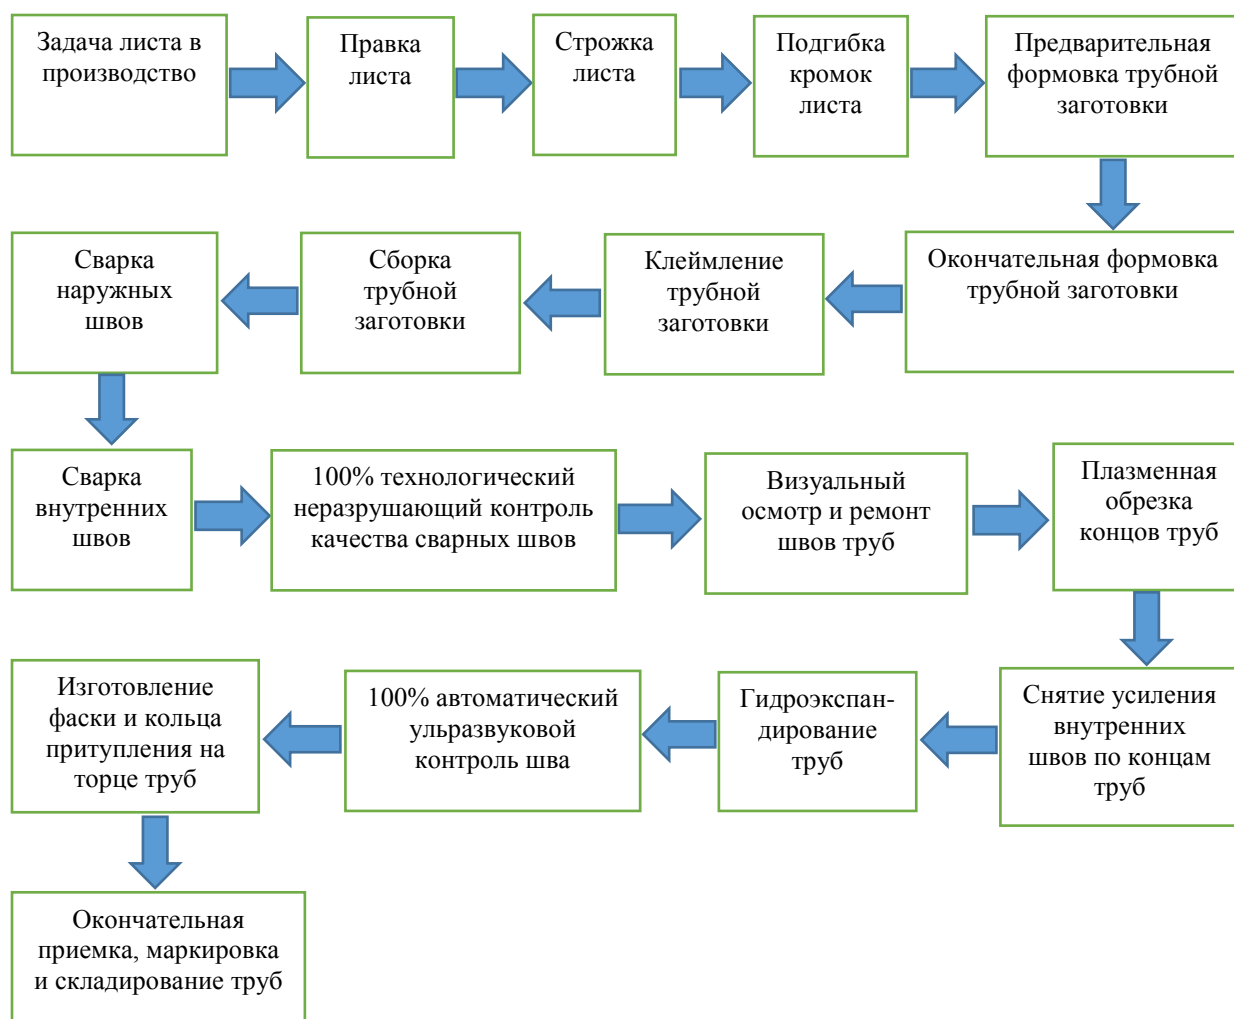 Задача листа в
производство
Правка
листа
Строжка
листа
Подгибка
кромок
листа
Предварительная
формовка трубной
заготовки
Окончательная формовка
трубной заготовки
Клеймление
трубной
заготовки
Сборка
трубной
заготовки
Сварка
наружных
швов
Сварка
внутренних
швов
100% технологический
неразрушающий контроль
качества сварных швов
Визуальный
осмотр и ремонт
швов труб
Плазменная
обрезка
концов труб
Снятие усиления
внутренних
швов по концам
труб
Гидроэкспан-
дирование
труб
100% автоматический
ульразвуковой
контроль шва
Изготовление
фаски и кольца
притупления на
торце труб
Окончательная
приемка, маркировка
и складирование труб